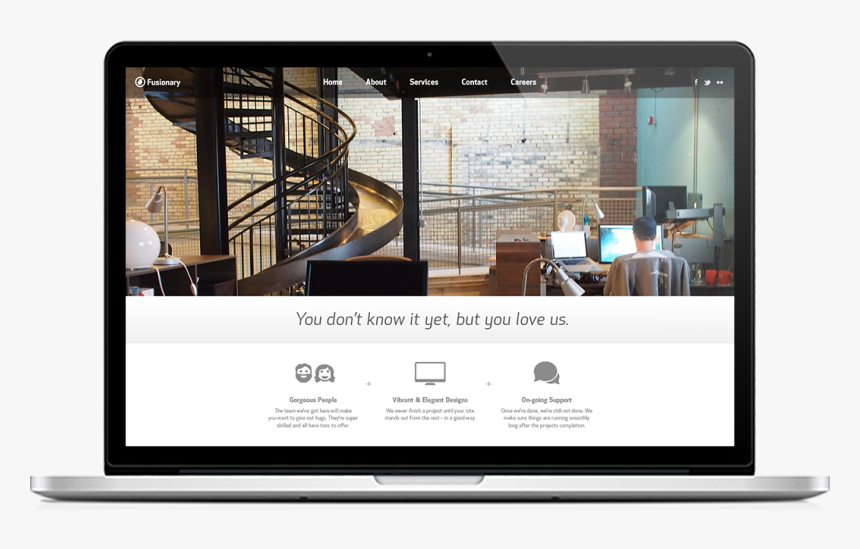 Fusionary Home About Services Contact Careers
You don't know it yet, but you love us.
Gorgeous People
The team we've got here will make
you want to give out hugs. They're super
skilled and all have tons to offer
+
Vibrant & Elegant Designs
We never finish a project until your site
stands out from the rest - in a good way
+
On-going Support
Once we're done, we're still not done. We
make sure things are running smoothly
long after the projects completion.